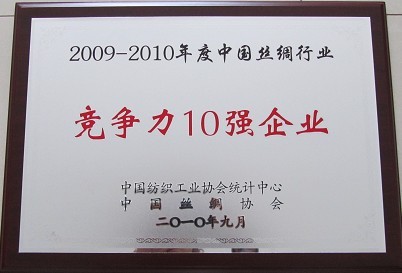 2009-2010年度中国丝绸行业
竞争力10强企业
中国纺织工业协会统计中心
中国丝绸协会
二〇一〇年九月